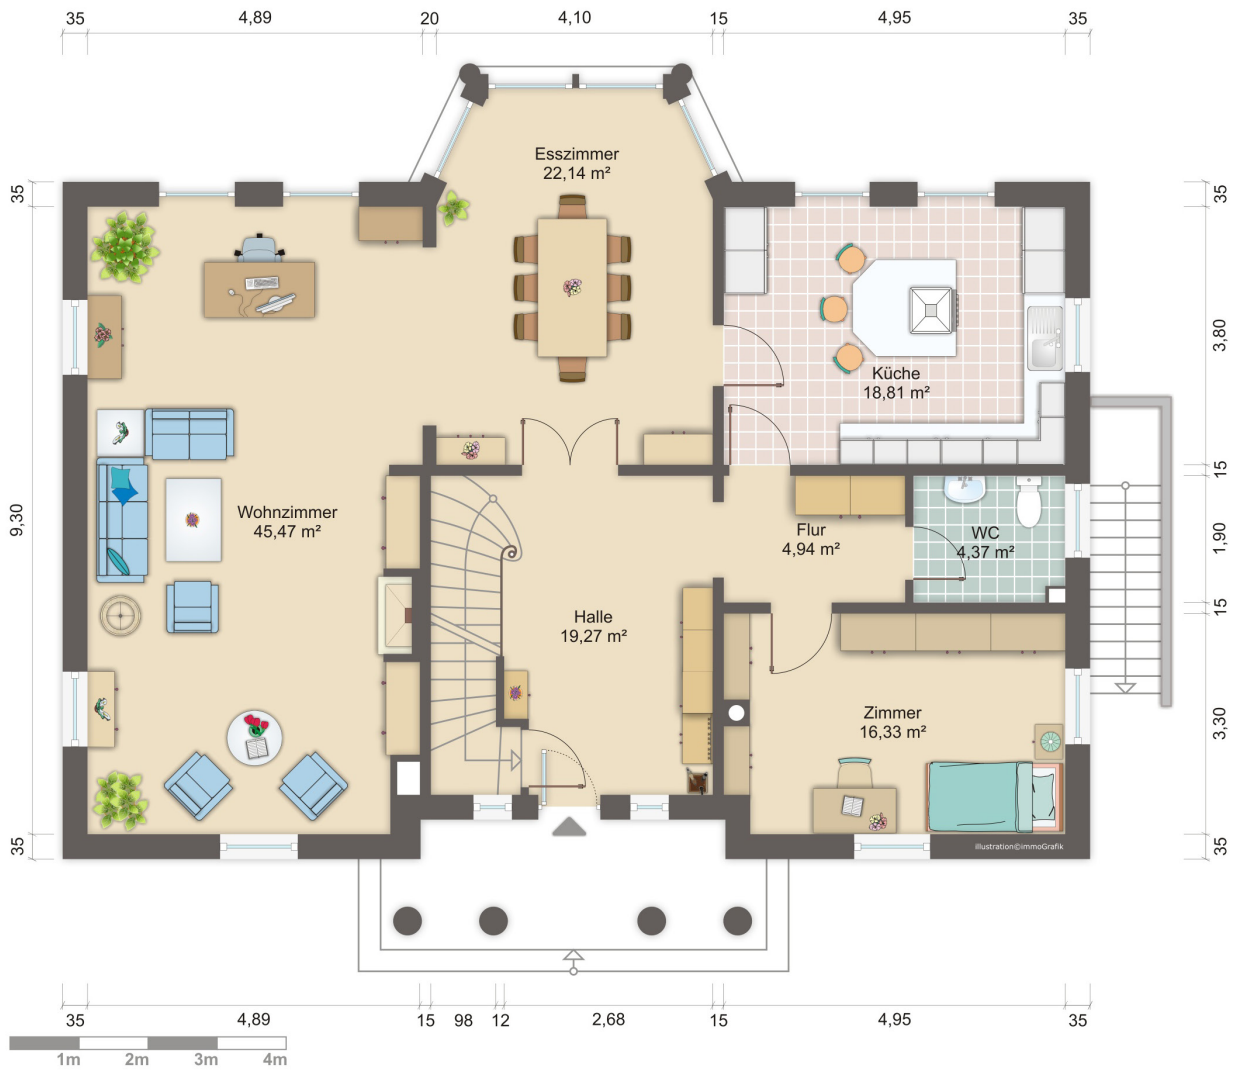 35 4,89 20 4,10 15 4,95 35
Esszimmer
22,14 m²
35
35
Küche
18,81 m²
3,80
Wohnzimmer
45,47 m²
9,30
15
Flur
4,94 m²
WC
4,37 m²
1,90
15
Halle
19,27 m²
Zimmer
16,33 m²
3,30
illustration©immoGrafik
35
35
35 4,89 15 98 12 2,68 15 4,95 35
1m 2m 3m 4m